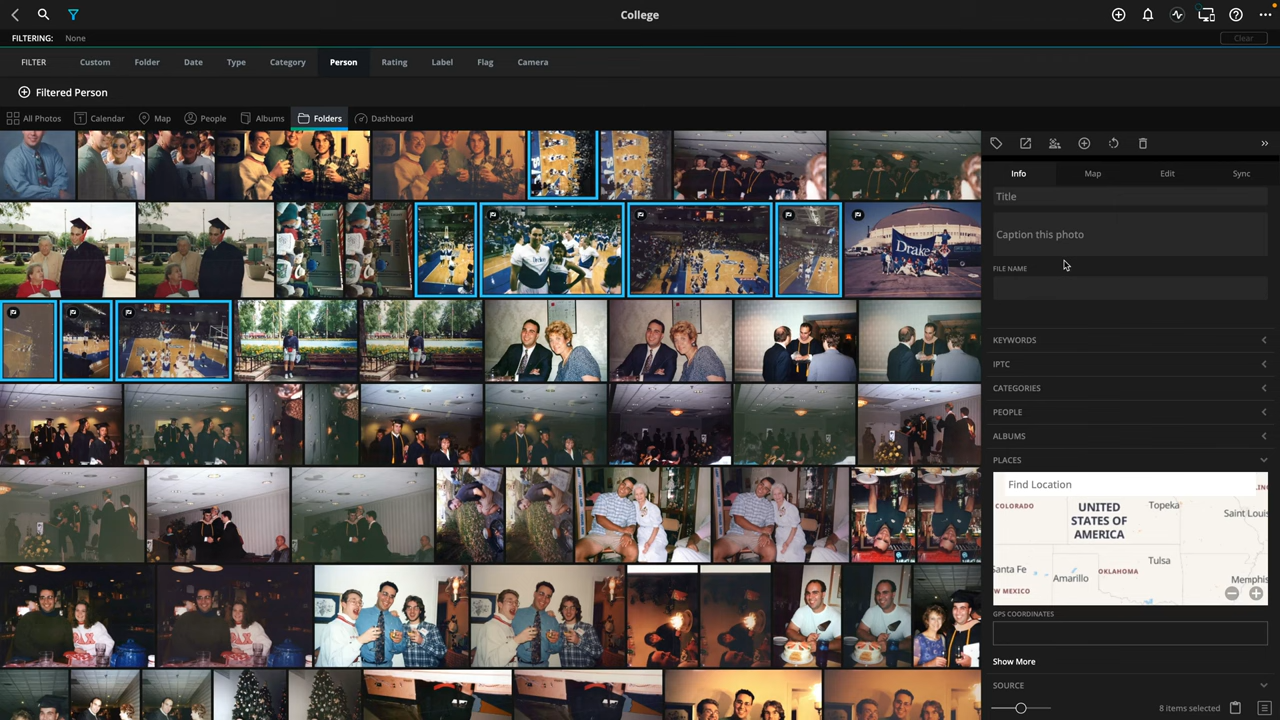 College
FILTERING: None Clear
FILTER Custom Folder Date Type Category Person Rating Label Flag Camera
Filtered Person
All Photos Calendar Map People Albums Folders Dashboard
Info Map Edit Sync
Title
Caption this photo
FILE NAME
Drake
KEYWORDS
IPTC
CATEGORIES
PEOPLE
ALBUMS
PLACES
Find Location
COLORADO
UNITED STATES OF AMERICA
Topeka
Saint Louis
Tulsa
Santa Fe
Amarillo
OKLAHOMA
Memphis
W MEXICO
GPS COORDINATES
Show More
SOURCE
8 items selected